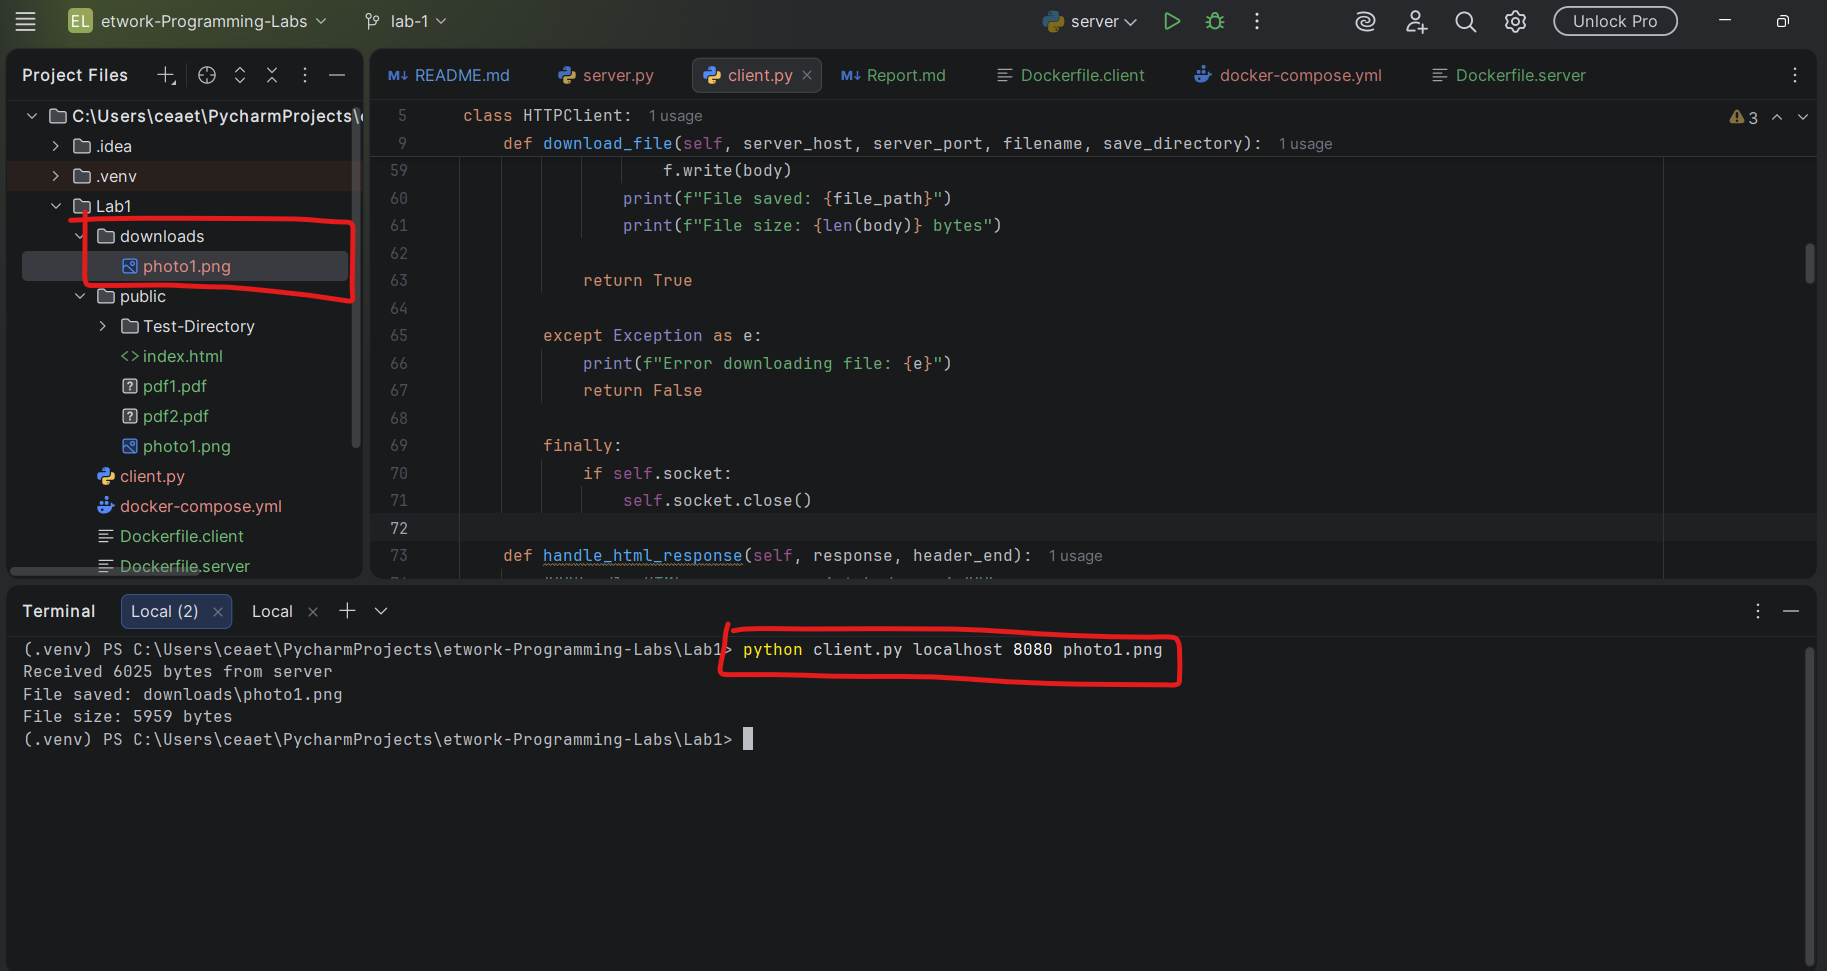 EL etwork-Programming-Labs lab-1 server Unlock Pro
Project Files
README.md server.py client.py Report.md Dockerfile.client docker-compose.yml Dockerfile.server
C:\Users\ceaet\PycharmProjects\
.idea
.venv
Lab1
downloads
photo1.png
public
Test-Directory
index.html
pdf1.pdf
pdf2.pdf
photo1.png
client.py
docker-compose.yml
Dockerfile.client
Dockerfile.server
5 class HTTPClient: 1 usage
3
9 def download_file(self, server_host, server_port, filename, save_directory): 1 usage
59 f.write(body)
60 print(f"File saved: {file_path}")
61 print(f"File size: {len(body)} bytes")
62
63 return True
64
65 except Exception as e:
66 print(f"Error downloading file: {e}")
67 return False
68
69 finally:
70 if self.socket:
71 self.socket.close()
72
73 def handle_html_response(self, response, header_end): 1 usage
Terminal Local (2) Local
(.venv) PS C:\Users\ceaet\PycharmProjects\etwork-Programming-Labs\Lab1> python client.py localhost 8080 photo1.png
Received 6025 bytes from server
File saved: downloads\photo1.png
File size: 5959 bytes
(.venv) PS C:\Users\ceaet\PycharmProjects\etwork-Programming-Labs\Lab1>